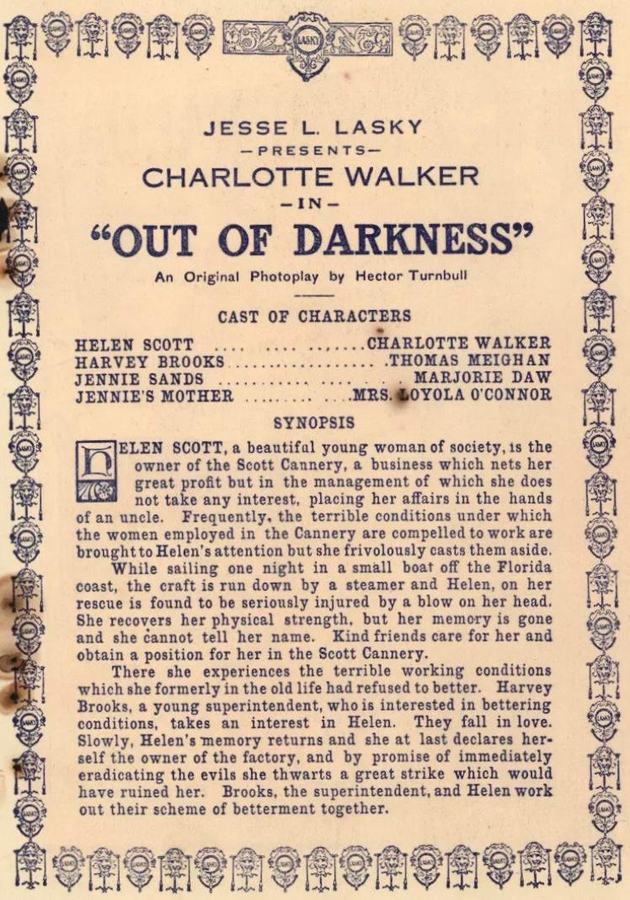 LASKY
JESSE L. LASKY
—PRESENTS—
CHARLOTTE WALKER
—IN—
"OUT OF DARKNESS"
An Original Photoplay by Hector Turnbull
CAST OF CHARACTERS
HELEN SCOTT .... .. .......CHARLOTTE WALKER
HARVEY BROOKS.................THOMAS MEIGHAN
JENNIE SANDS .......... .... .. MARJORIE DAW
JENNIE'S MOTHER .......... ....MRS. LOYOLA O'CONNOR
SYNOPSIS
HELEN SCOTT, a beautiful young woman of society, is the
owner of the Scott Cannery, a business which nets her
great profit but in the management of which she does
not take any interest, placing her affairs in the hands
of an uncle. Frequently, the terrible conditions under which
the women employed in the Cannery are compelled to work are
brought to Helen's attention but she frivolously casts them aside.
While sailing one night in a small boat off the Florida
coast, the craft is run down by a steamer and Helen, on her
rescue is found to be seriously injured by a blow on her head.
She recovers her physical strength, but her memory is gone
and she cannot tell her name. Kind friends care for her and
obtain a position for her in the Scott Cannery.
There she experiences the terrible working conditions
which she formerly in the old life had refused to better. Harvey
Brooks, a young superintendent, who is interested in bettering
conditions, takes an interest in Helen. They fall in love.
Slowly, Helen's memory returns and she at last declares her-
self the owner of the factory, and by promise of immediately
eradicating the evils she thwarts a great strike which would
have ruined her. Brooks, the superintendent, and Helen work
out their scheme of betterment together.